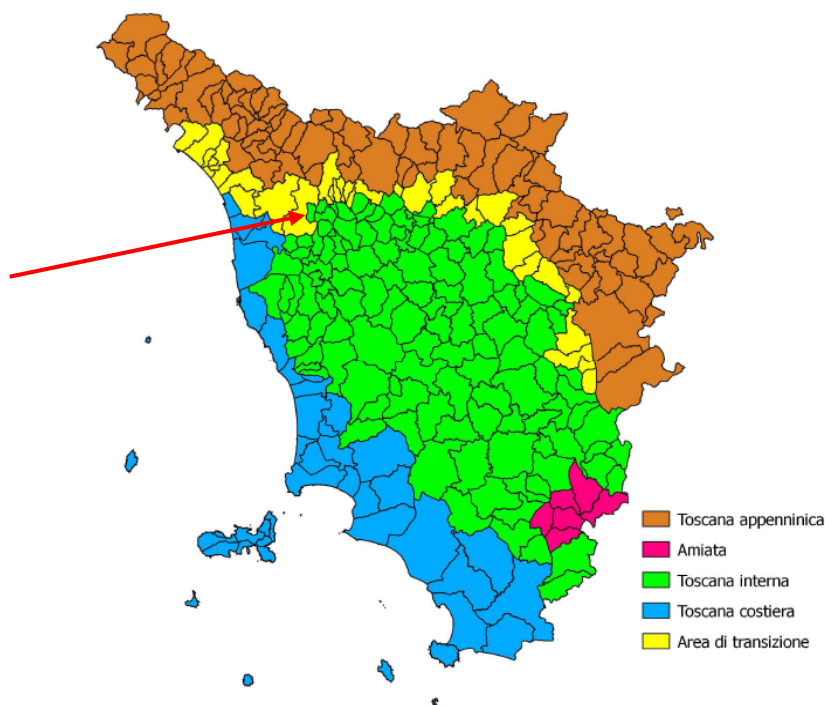 Toscana appenninica
Amiata
Toscana interna
Toscana costiera
Area di transizione